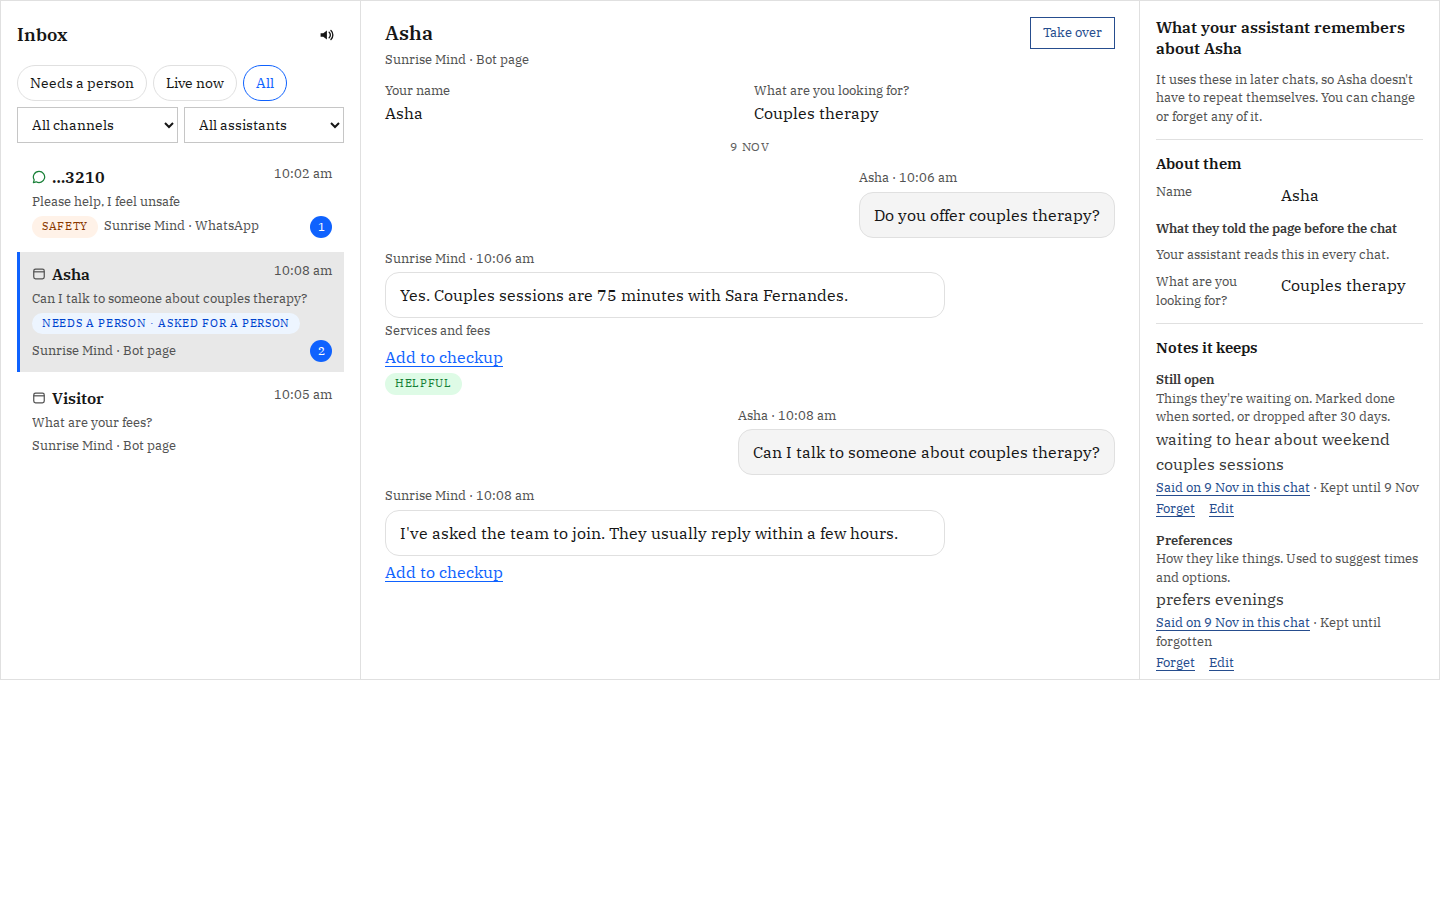 Inbox
Needs a person
Live now
All
All channels
All assistants
...3210
10:02 am
Please help, I feel unsafe
SAFETY
Sunrise Mind · WhatsApp
1
Asha
10:08 am
Can I talk to someone about couples therapy?
NEEDS A PERSON · ASKED FOR A PERSON
Sunrise Mind · Bot page
2
Visitor
10:05 am
What are your fees?
Sunrise Mind · Bot page
Asha
Take over
Sunrise Mind · Bot page
Your name
Asha
What are you looking for?
Couples therapy
9 NOV
Asha · 10:06 am
Do you offer couples therapy?
Sunrise Mind · 10:06 am
Yes. Couples sessions are 75 minutes with Sara Fernandes.
Services and fees
Add to checkup
HELPFUL
Asha · 10:08 am
Can I talk to someone about couples therapy?
Sunrise Mind · 10:08 am
I've asked the team to join. They usually reply within a few hours.
Add to checkup
What your assistant remembers
about Asha
It uses these in later chats, so Asha doesn't
have to repeat themselves. You can change
or forget any of it.
About them
Name
Asha
What they told the page before the chat
Your assistant reads this in every chat.
What are you
looking for?
Couples therapy
Notes it keeps
Still open
Things they're waiting on. Marked done
when sorted, or dropped after 30 days.
waiting to hear about weekend
couples sessions
Said on 9 Nov in this chat · Kept until 9 Nov
Forget
Edit
Preferences
How they like things. Used to suggest times
and options.
prefers evenings
Said on 9 Nov in this chat · Kept until
forgotten
Forget
Edit